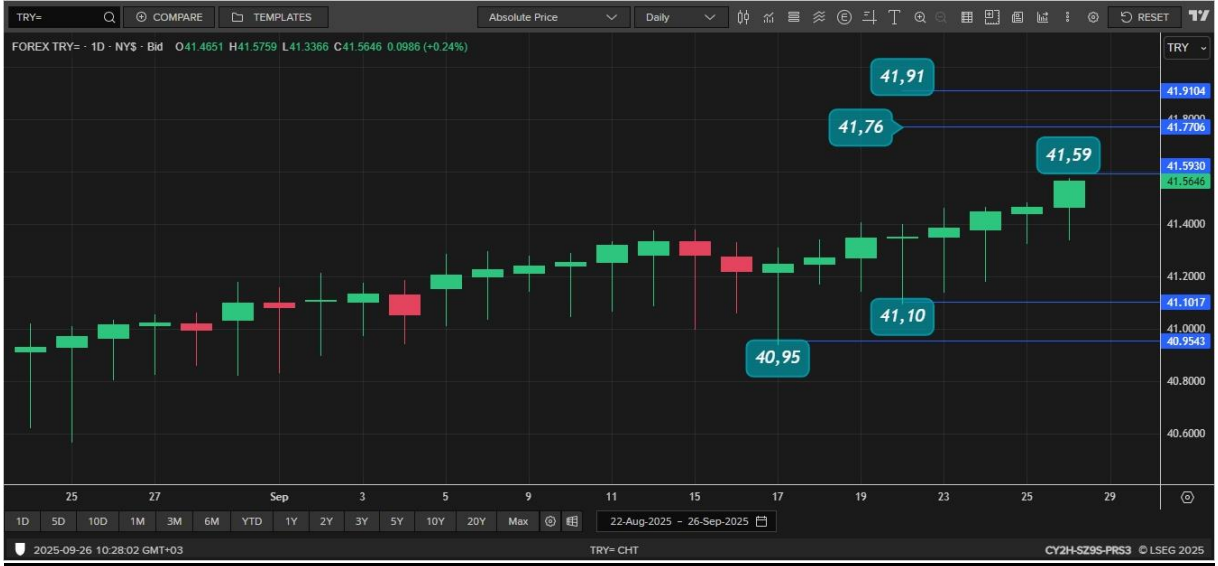 TRY= COMPARE TEMPLATES Absolute Price Daily E T RESET
FOREX TRY= - 1D - NY$ - Bid O41.4651 H41.5759 L41.3366 C41.5646 0.0986 (+0.24%)
TRY
41,91
41.9104
41.8000
41,76
41.7706
41,59
41.5930
41.5646
41.4000
41.2000
41.1017
41,10
41.0000
40.9543
40,95
40.8000
40.6000
25 27 Sep 3 5 9 11 15 17 19 23 25 29
1D 5D 10D 1M 3M 6M YTD 1Y 2Y 3Y 5Y 10Y 20Y Max 22-Aug-2025 - 26-Sep-2025
2025-09-26 10:28:02 GMT+03 TRY= CHT CY2H-SZ9S-PRS3 © LSEG 2025